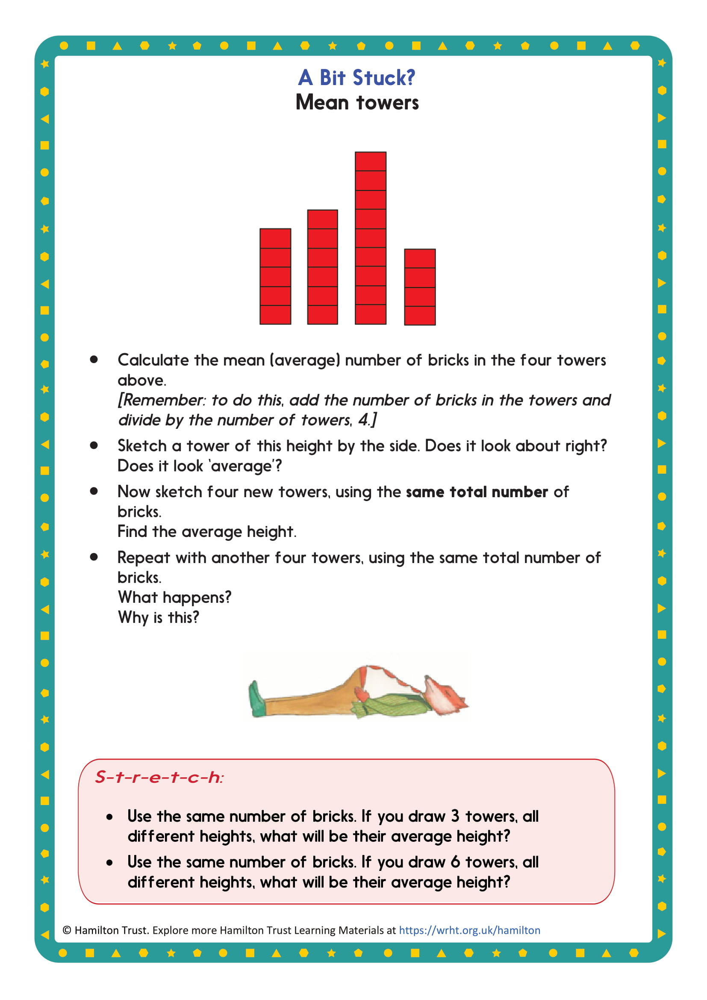 A Bit Stuck?
Mean towers
● Calculate the mean (average) number of bricks in the four towers
above.
[Remember: to do this, add the number of bricks in the towers and
divide by the number of towers, 4.]
● Sketch a tower of this height by the side. Does it look about right?
Does it look ‘average’?
● Now sketch four new towers, using the same total number of
bricks.
Find the average height.
● Repeat with another four towers, using the same total number of
bricks.
What happens?
Why is this?
S-t-r-e-t-c-h:
● Use the same number of bricks. If you draw 3 towers, all
different heights, what will be their average height?
● Use the same number of bricks. If you draw 6 towers, all
different heights, what will be their average height?
© Hamilton Trust. Explore more Hamilton Trust Learning Materials at https://wrht.org.uk/hamilton